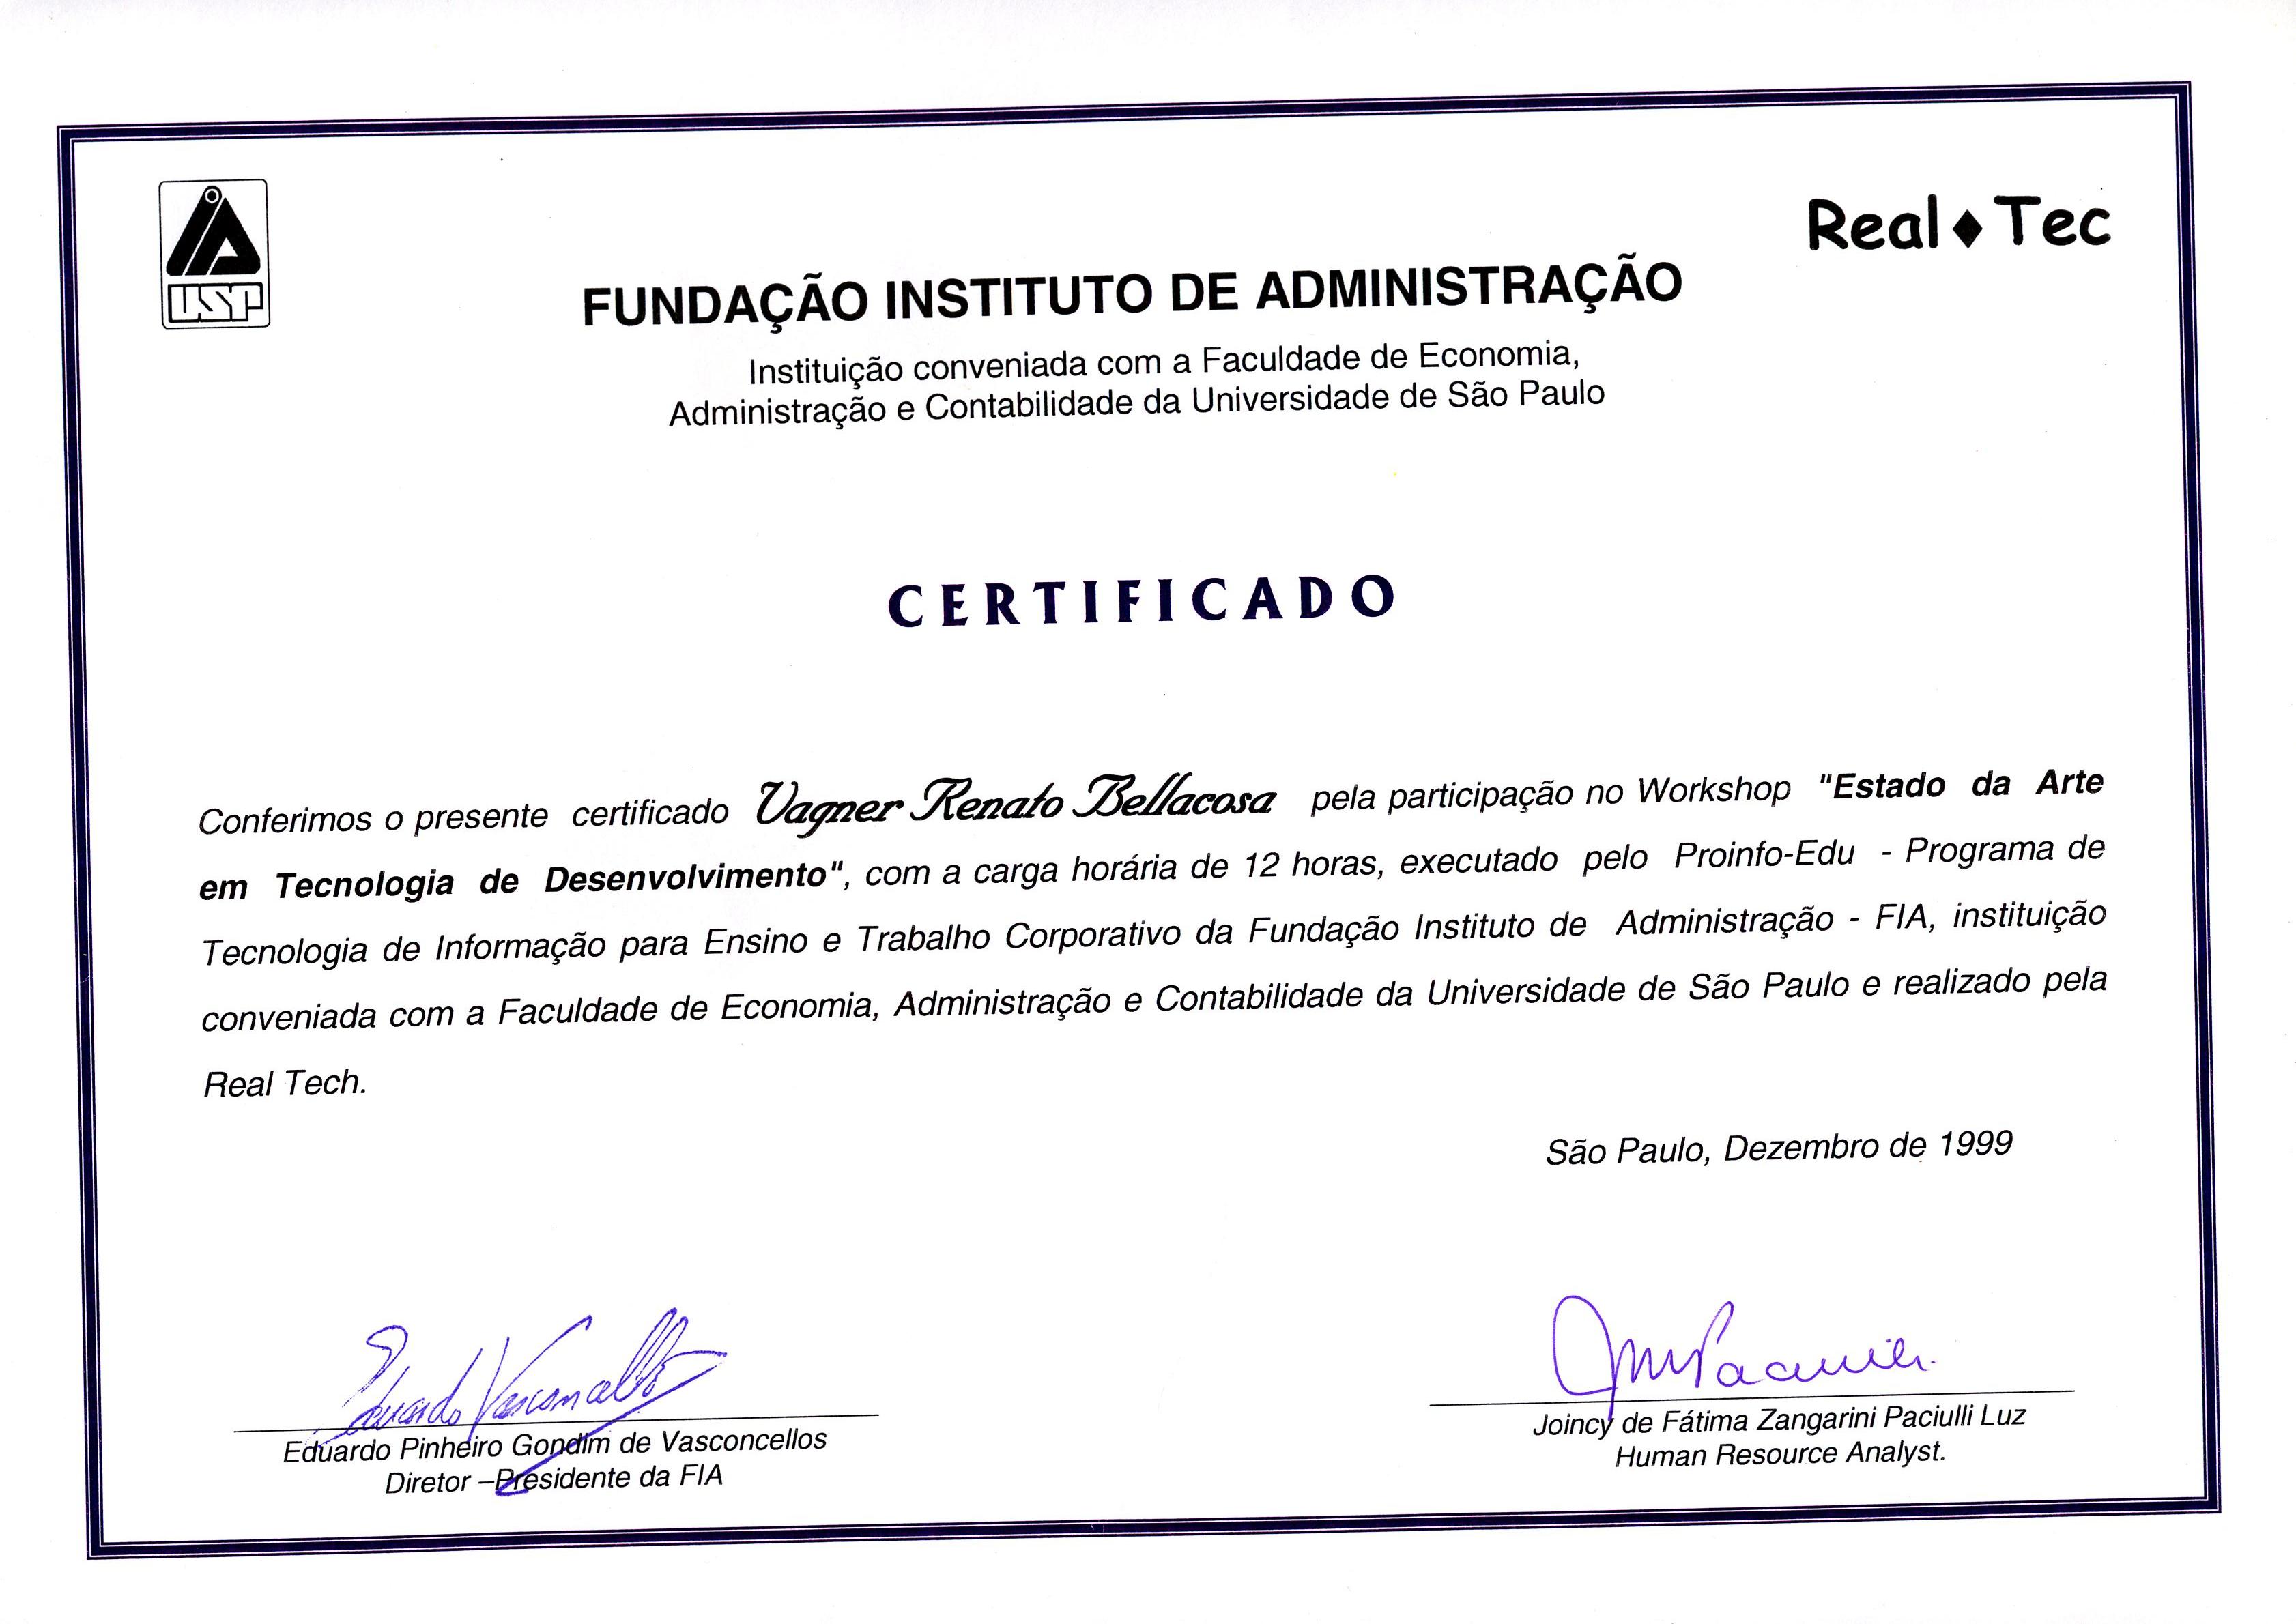 USP
Real♦Tec
FUNDAÇÃO INSTITUTO DE ADMINISTRAÇÃO
Instituição conveniada com a Faculdade de Economia,
Administração e Contabilidade da Universidade de São Paulo
CERTIFICADO
Conferimos o presente certificado Vagner Renato Bellacosa pela participação no Workshop "Estado da Arte
em Tecnologia de Desenvolvimento", com a carga horária de 12 horas, executado pelo Proinfo-Edu - Programa de
Tecnologia de Informação para Ensino e Trabalho Corporativo da Fundação Instituto de Administração - FIA, instituição
conveniada com a Faculdade de Economia, Administração e Contabilidade da Universidade de São Paulo e realizado pela
Real Tech.
São Paulo, Dezembro de 1999
Eduardo Vasconcellos
Eduardo Pinheiro Gondim de Vasconcellos
Diretor –Presidente da FIA
Joincy de Fátima Zangarini Paciulli Luz
Human Resource Analyst.